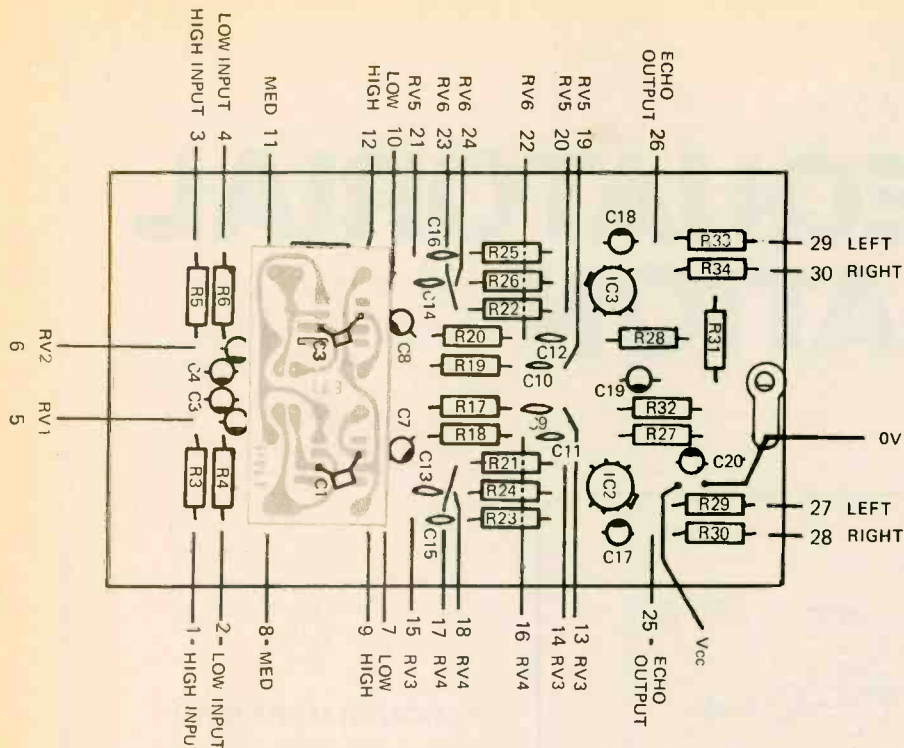 HIGH INPUT 3
LOW INPUT 4
MED 11
HIGH 12
LOW 10
RV5 21
RV6 23
RV6 24
RV6 22
RV5 20
RV5 19
ECHO
OUTPUT 26
C16
C14
R25
R26
R22
C18
IC3
R33
R34
29 LEFT
30 RIGHT
R5
R6
C3
C8
R20
R19
C12
C10
R28
R31
6 RV2
C4
C3
C19
5 RV1
C7
R17
R18
C9
C11
R32
R27
C20
0V
R3
R4
C1
C13
C15
R21
R24
R23
IC2
C17
R29
R30
27 LEFT
28 RIGHT
1 - HIGH INPU
2 - LOW INPUT
8 - MED
9 HIGH
7 LOW
15 RV3
17 RV4
18 RV4
16 RV4
14 RV3
13 RV3
25 - ECHO
OUTPUT
Vcc